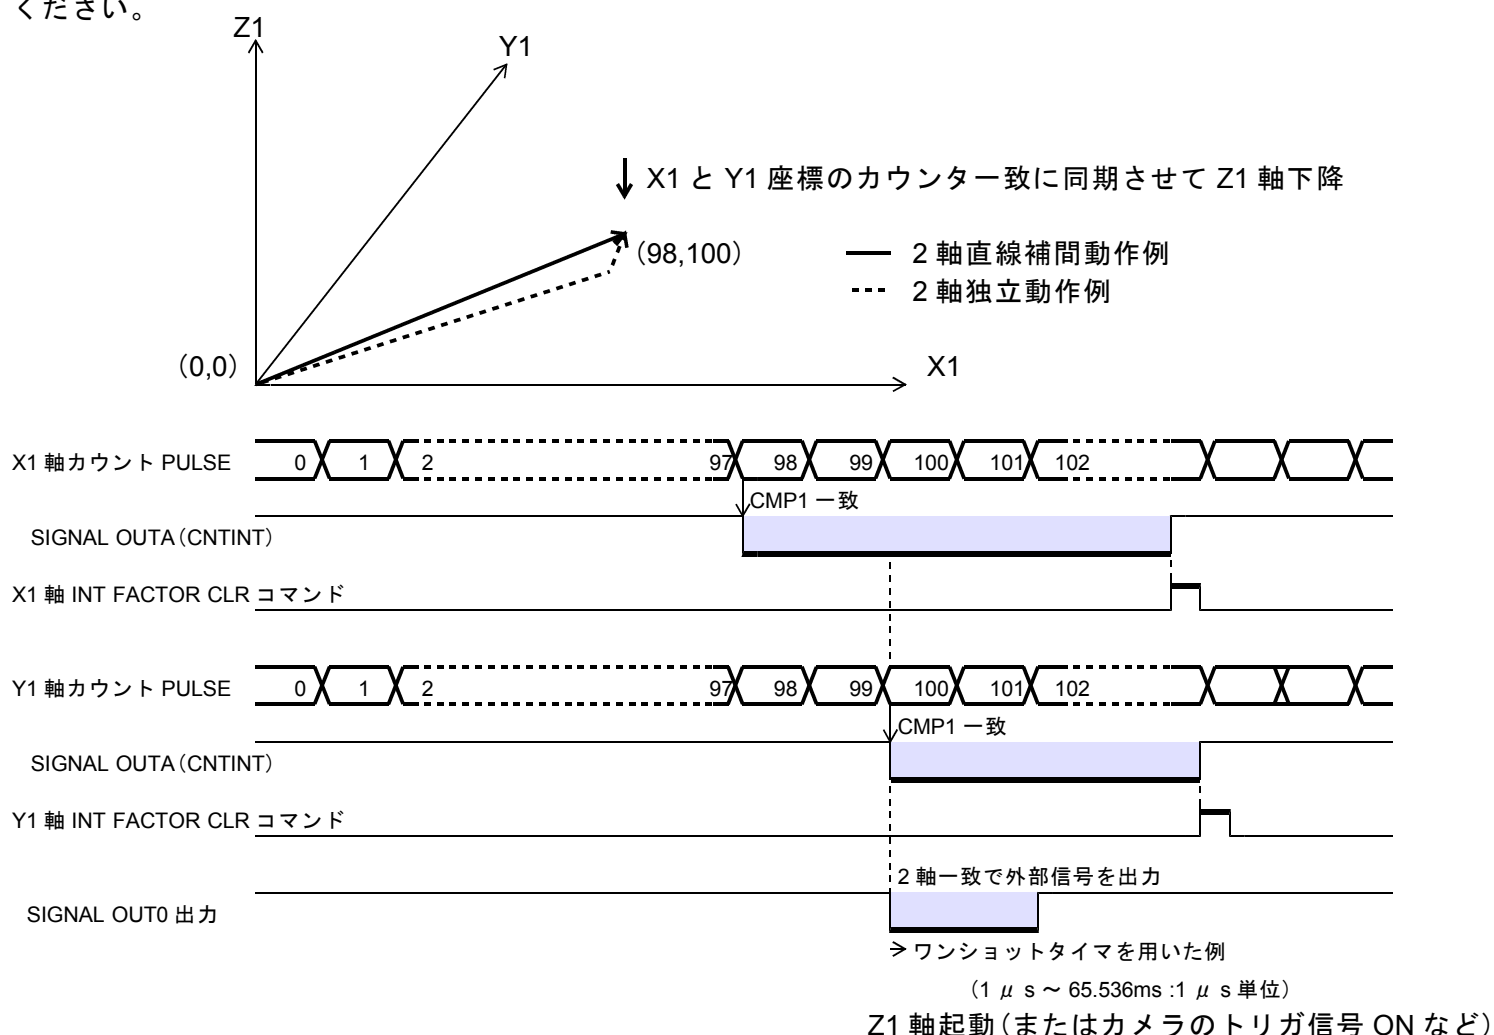 ください。
Z1
Y1
X1 と Y1 座標のカウンター致に同期させて Z1 軸下降
(98,100)
2 軸直線補間動作例
2 軸独立動作例
(0,0)
X1
X1 軸カウント PULSE 0 1 2 97 98 99 100 101 102
CMP1 一致
SIGNAL OUTA(CNTINT)
X1 軸 INT FACTOR CLR コマンド
Y1 軸カウント PULSE 0 1 2 97 98 99 100 101 102
CMP1 一致
SIGNAL OUTA(CNTINT)
Y1 軸 INT FACTOR CLR コマンド
2 軸一致で外部信号を出力
SIGNAL OUT0 出力
ワンショットタイマを用いた例
(1 μ s ~ 65.536ms :1 μ s 単位)
Z1 軸起動(またはカメラのトリガ信号 ON など)